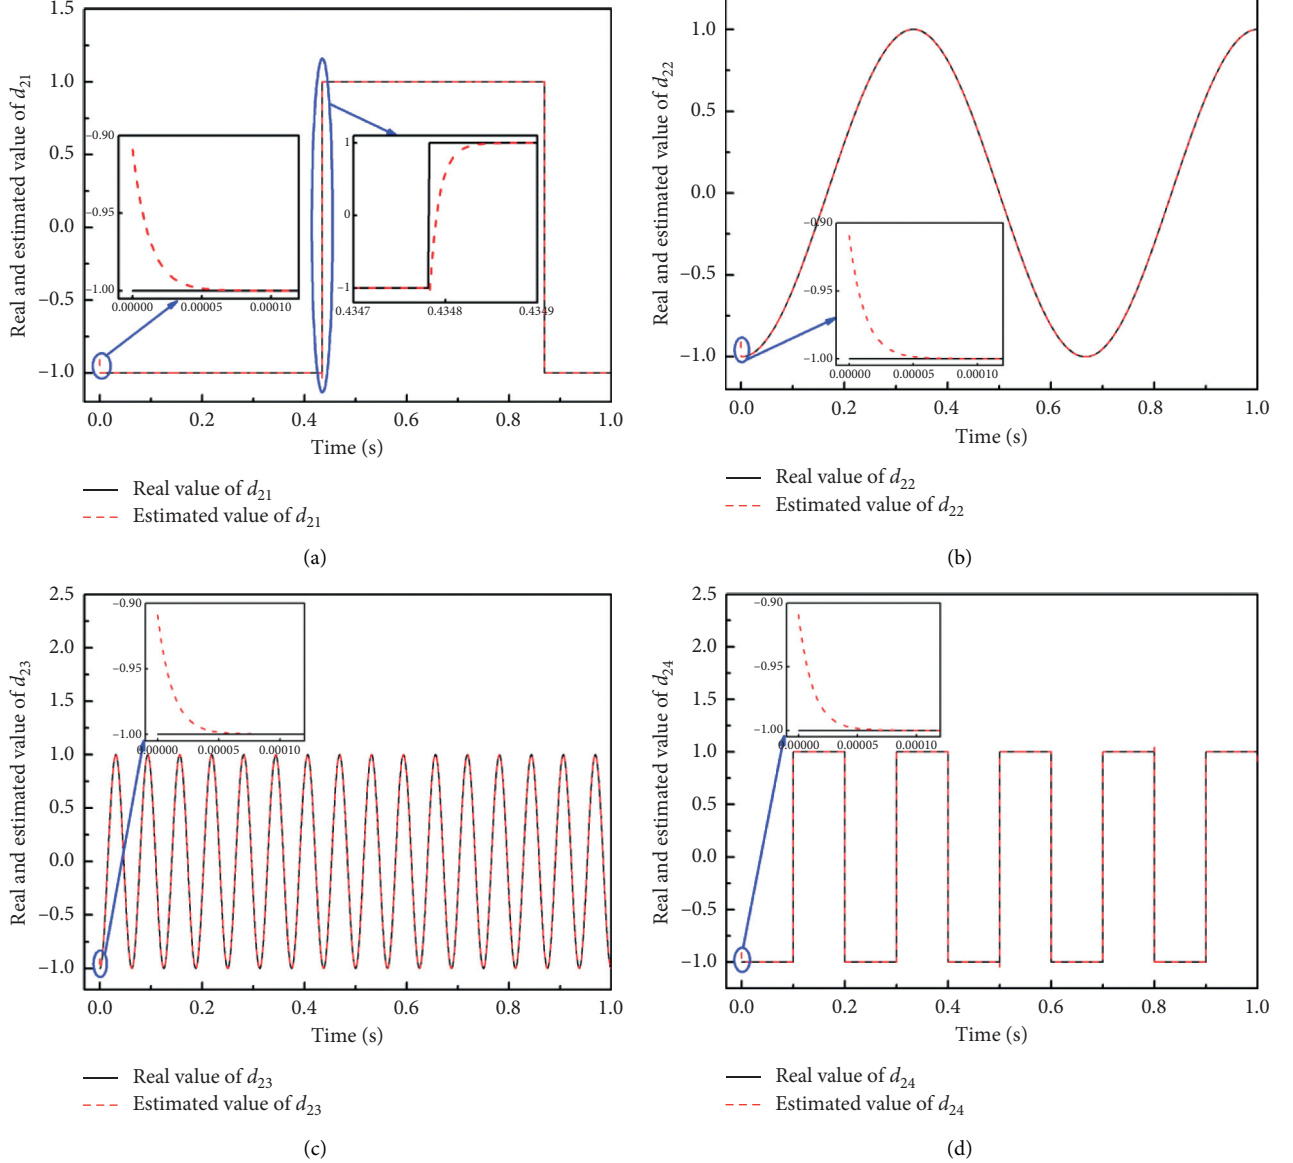 Real and estimated value of d21
1.5
1.0
0.5
0.0
−0.5
−1.0
−0.90
−0.95
−1.00
0.00000 0.00005 0.00010
1
0
−1
0.4347 0.4348 0.4349
0.0 0.2 0.4 0.6 0.8 1.0
Time (s)
Real value of d21
Estimated value of d21
(a)
Real and estimated value of d22
1.0
0.5
0.0
−0.5
−1.0
−0.90
−0.95
−1.00
0.00000 0.00005 0.00010
0.0 0.2 0.4 0.6 0.8 1.0
Time (s)
Real value of d22
Estimated value of d22
(b)
Real and estimated value of d23
2.5
2.0
1.5
1.0
0.5
0.0
−0.5
−1.0
−0.90
−0.95
−1.00
0.00000 0.00005 0.00010
0.0 0.2 0.4 0.6 0.8 1.0
Time (s)
Real value of d23
Estimated value of d23
(c)
Real and estimated value of d24
2.5
2.0
1.5
1.0
0.5
0.0
−0.5
−1.0
−0.90
−0.95
−1.00
0.00000 0.00005 0.00010
0.0 0.2 0.4 0.6 0.8 1.0
Time (s)
Real value of d24
Estimated value of d24
(d)